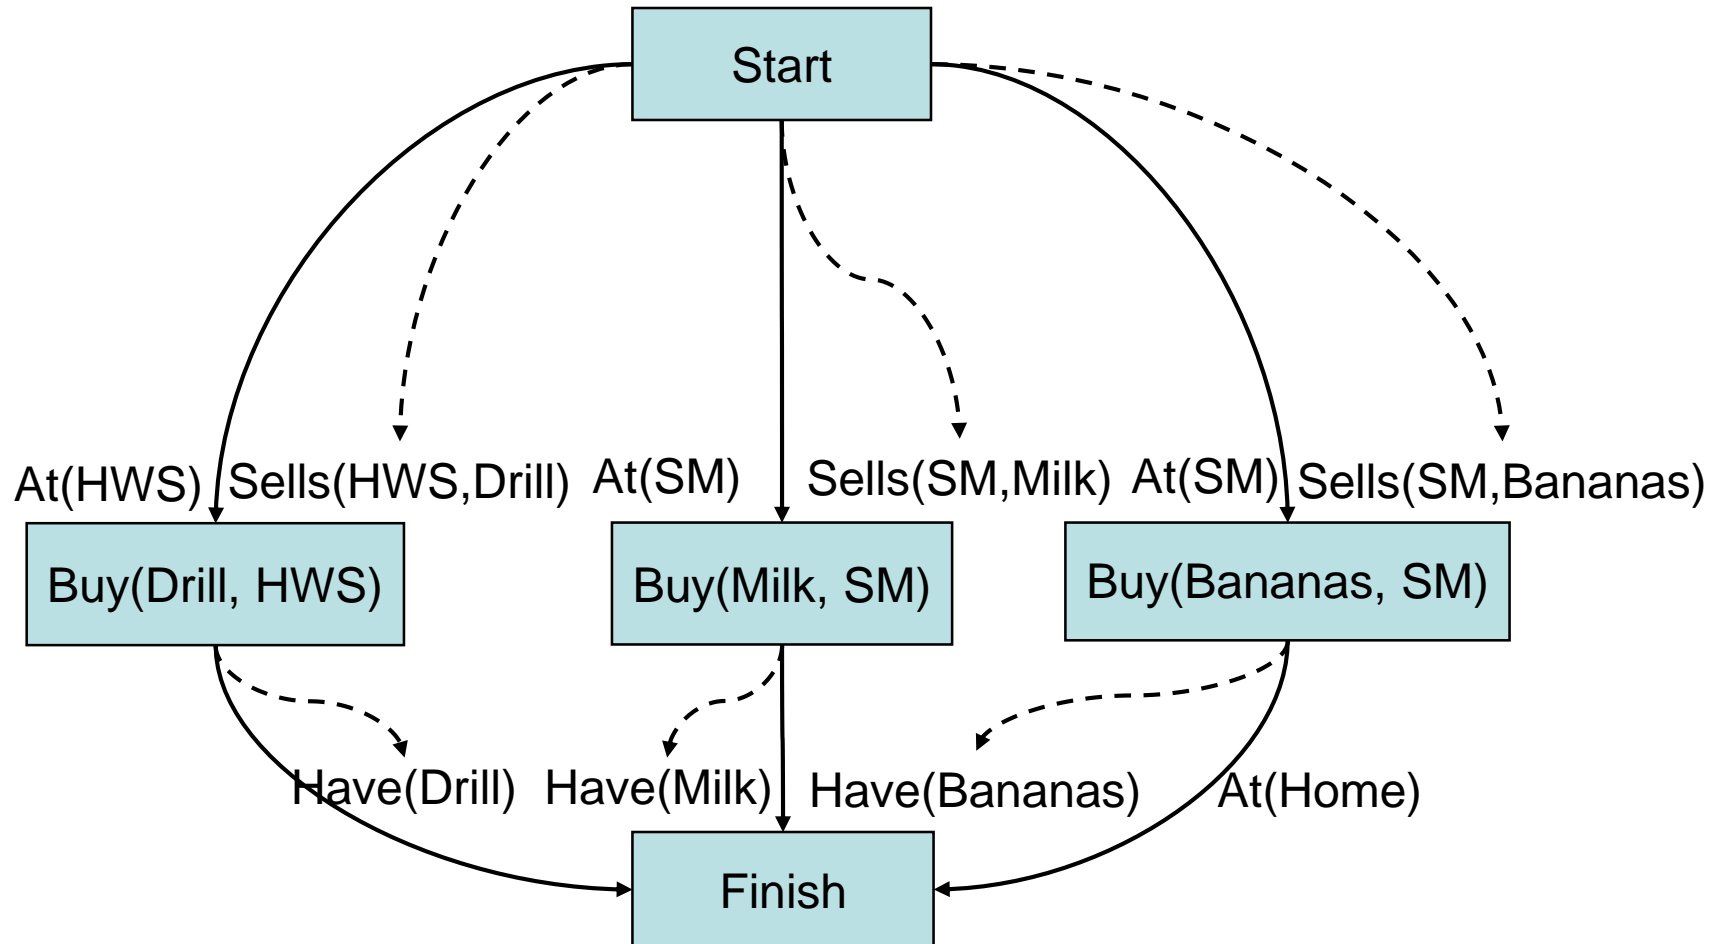 Start
At(HWS)
Sells(HWS,Drill)
At(SM)
Sells(SM,Milk)
At(SM)
Sells(SM,Bananas)
Buy(Drill, HWS)
Buy(Milk, SM)
Buy(Bananas, SM)
Have(Drill)
Have(Milk)
Have(Bananas)
At(Home)
Finish